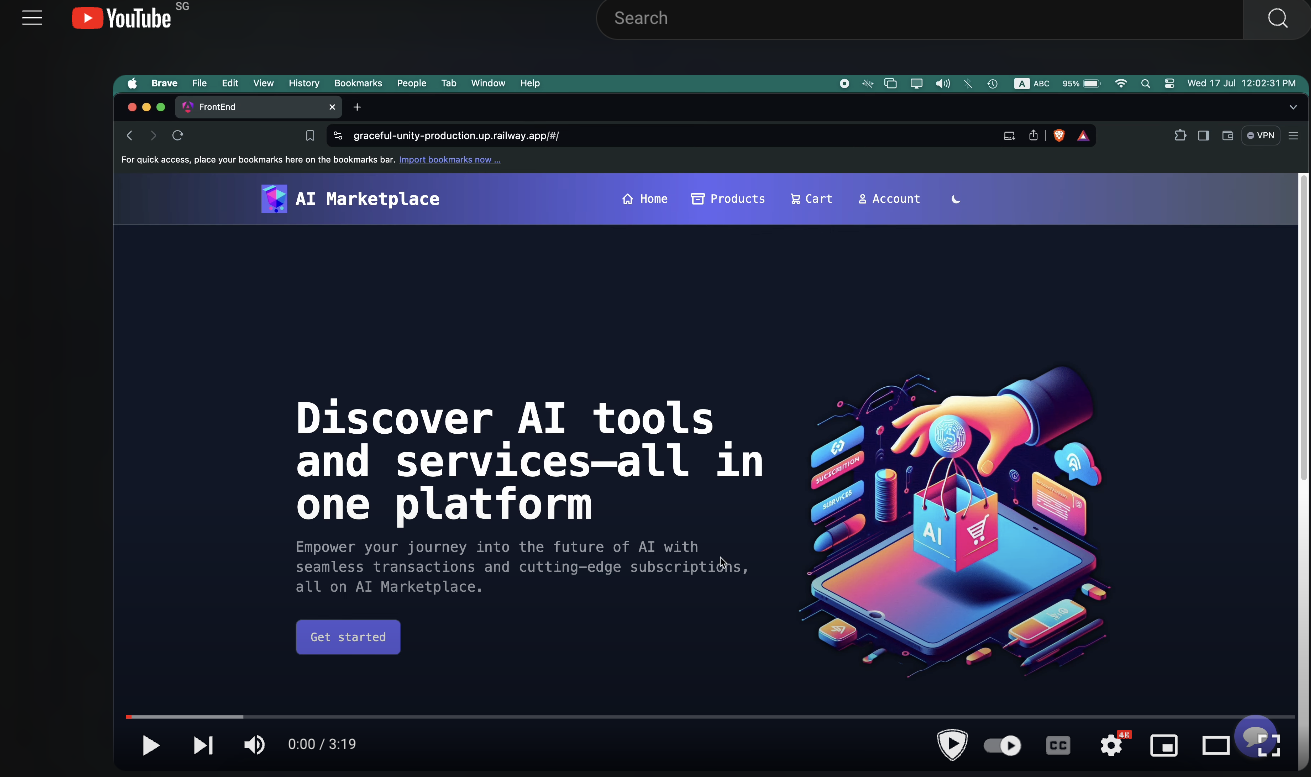 YouTube SG
Search
Brave File Edit View History Bookmarks People Tab Window Help A ABC 95% Wed 17 Jul 12:02:31 PM
FrontEnd
graceful-unity-production.up.railway.app/#/ VPN
For quick access, place your bookmarks here on the bookmarks bar. Import bookmarks now ...
AI Marketplace Home Products Cart Account
Discover AI tools
and services—all in
one platform
Empower your journey into the future of AI with
seamless transactions and cutting-edge subscriptions,
all on AI Marketplace.
Get started
SERVICES
AI
0:00 / 3:19 CC 4K